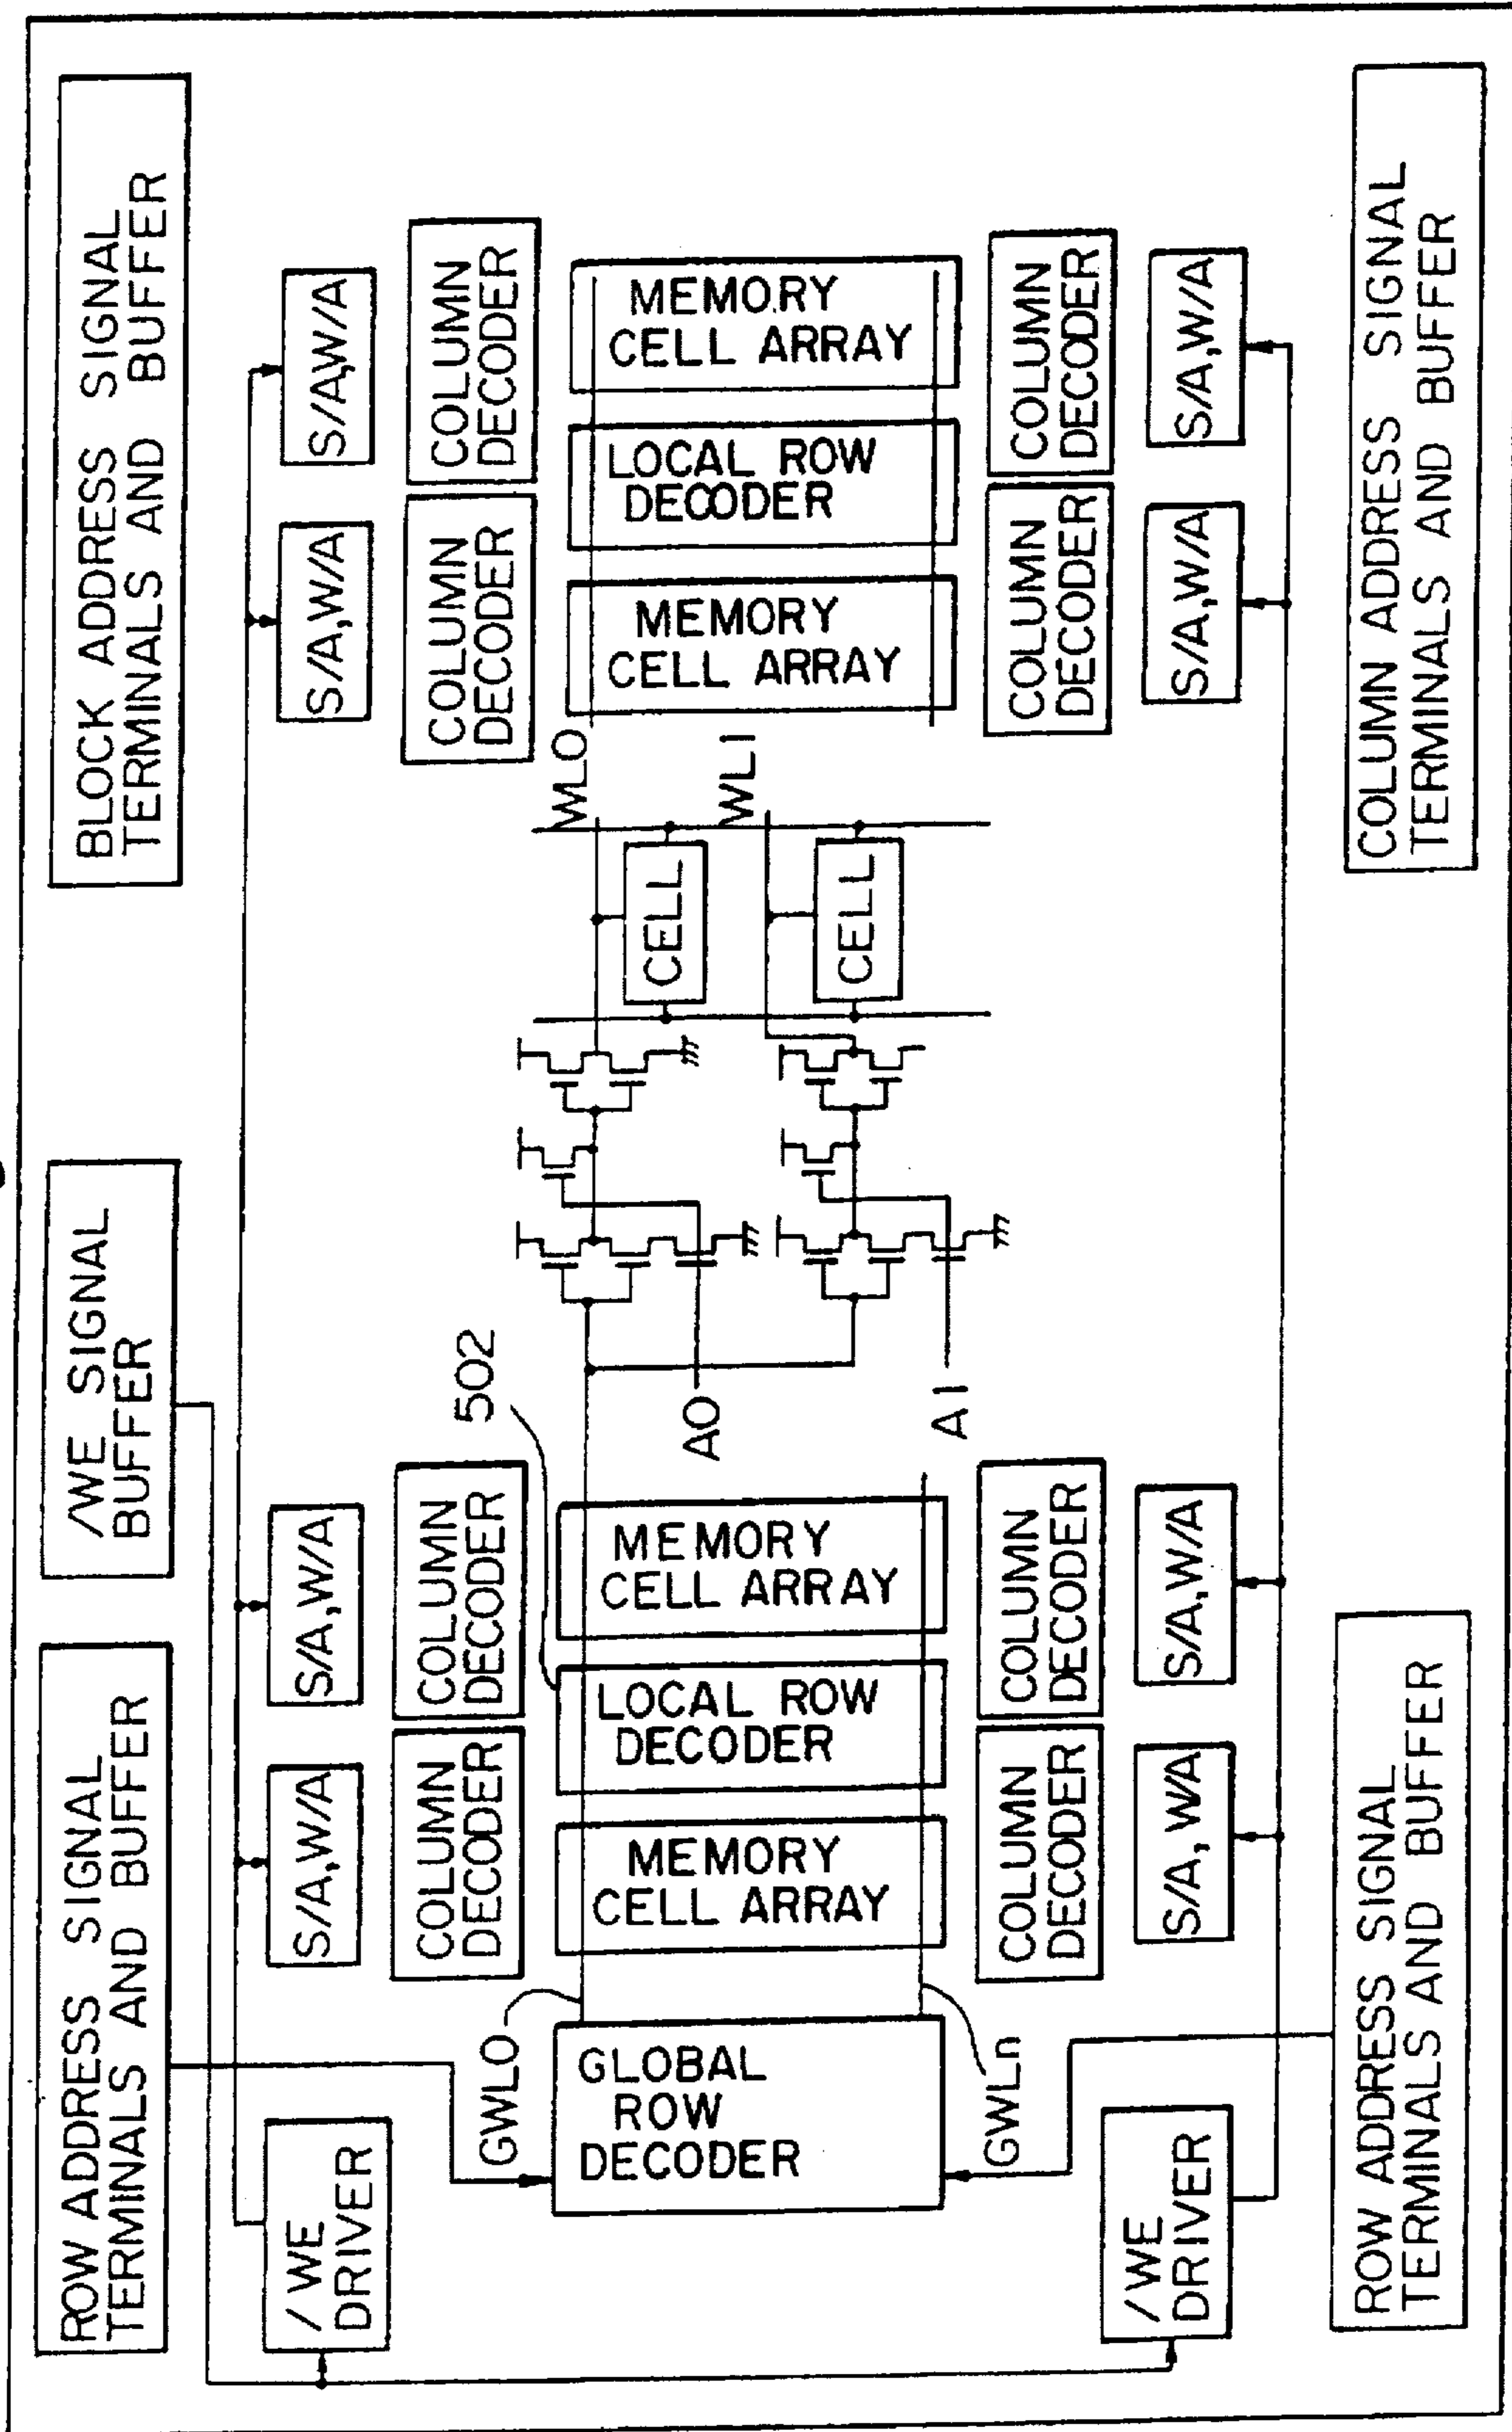 ROW ADDRESS SIGNAL
TERMINALS AND BUFFER
/WE SIGNAL
BUFFER
BLOCK ADDRESS SIGNAL
TERMINALS AND BUFFER
/WE
DRIVER
S/A,W/A
S/A,W/A
S/A,W/A
S/A,W/A
COLUMN
DECODER
COLUMN
DECODER
COLUMN
DECODER
COLUMN
DECODER
502
GWL0
WL0
GLOBAL
ROW
DECODER
MEMORY
CELL ARRAY
LOCAL ROW
DECODER
MEMORY
CELL ARRAY
A0
CELL
WL1
MEMORY
CELL ARRAY
LOCAL ROW
DECODER
MEMORY
CELL ARRAY
CELL
A1
GWLn
COLUMN
DECODER
COLUMN
DECODER
COLUMN
DECODER
COLUMN
DECODER
/WE
DRIVER
S/A, W/A
S/A,W/A
S/A,W/A
S/A,W/A
ROW ADDRESS SIGNAL
TERMINALS AND BUFFER
COLUMN ADDRESS SIGNAL
TERMINALS AND BUFFER